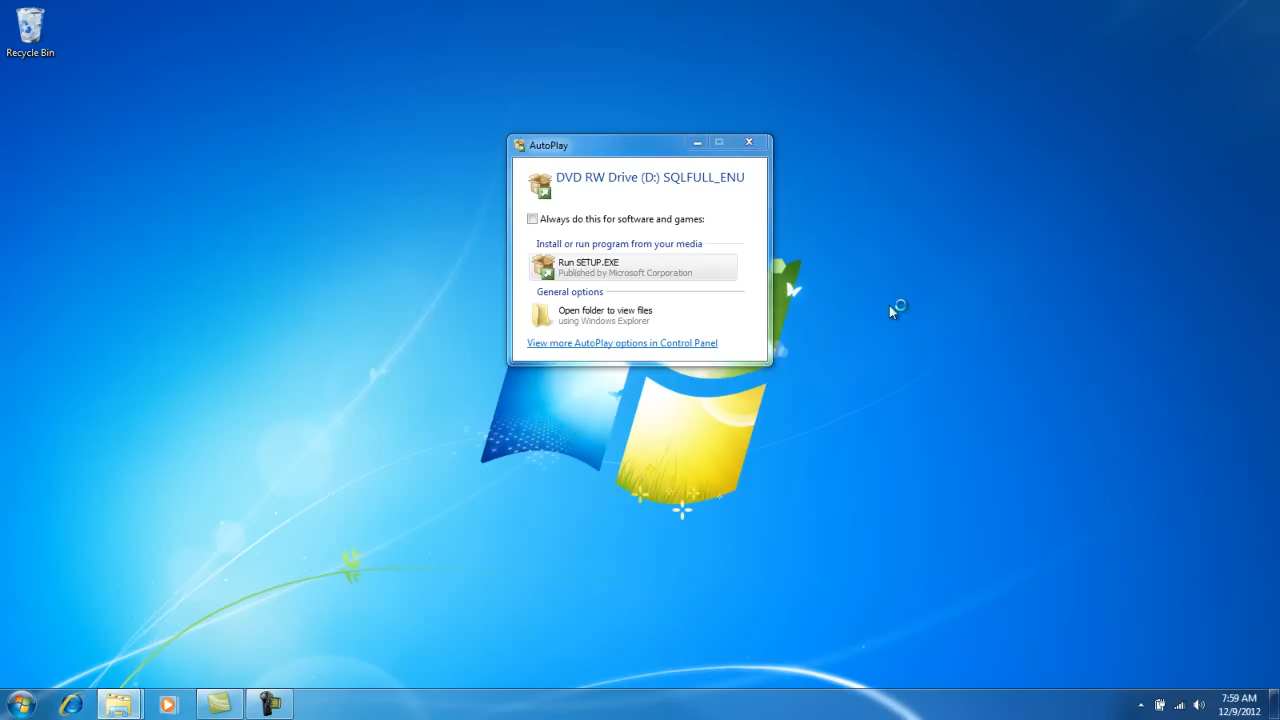 Recycle Bin
AutoPlay
DVD RW Drive (D:) SQLFULL_ENU
Always do this for software and games:
Install or run program from your media
Run SETUP.EXE
Published by Microsoft Corporation
General options
Open folder to view files
using Windows Explorer
View more AutoPlay options in Control Panel
7:59 AM
12/9/2012